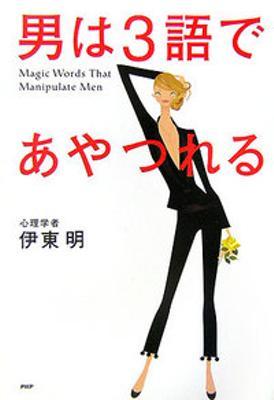 男は3語で
Magic Words That
Manipulate Men
あやつれる
心理学者
伊東 明
PHP